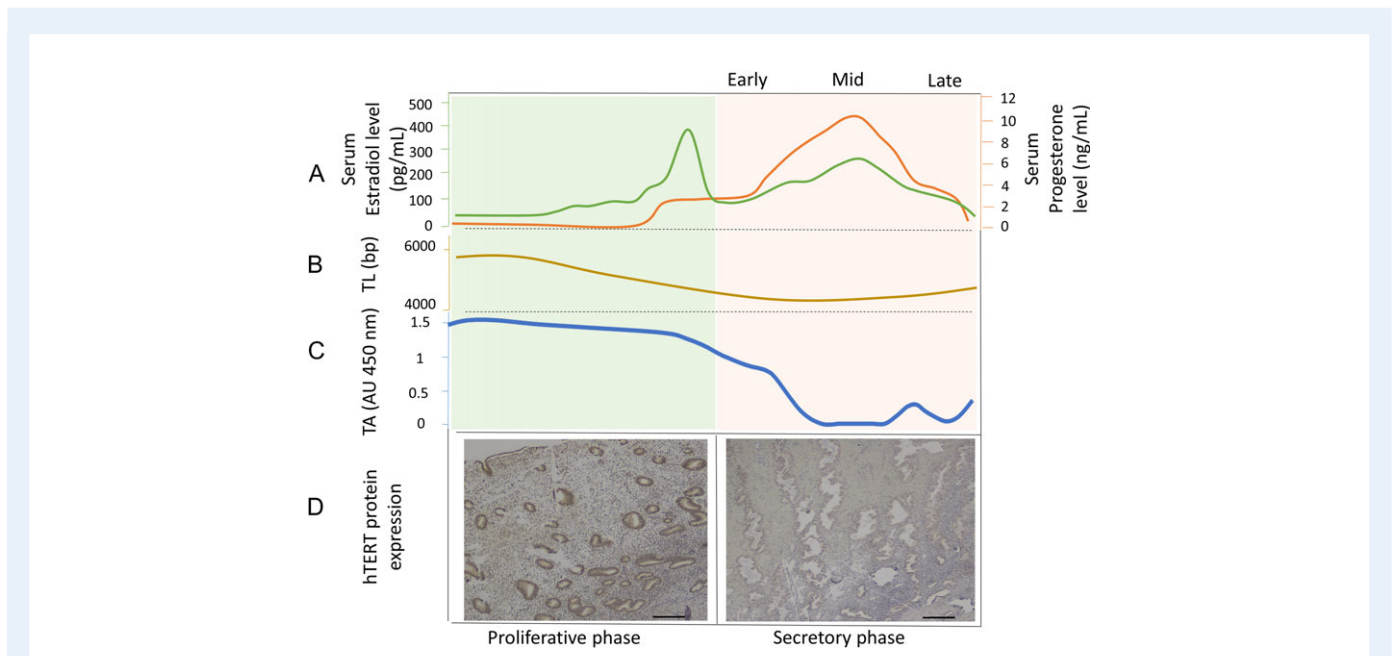 Early Mid Late
A
Serum
Estradiol level
(pg/mL)
500
400
300
200
100
0
12
10
8
6
4
2
0
Serum
Progesterone
level (ng/mL)
B
TL (bp)
6000
4000
C
TA (AU 450 nm)
1.5
1
0.5
0
D
hTERT protein
expression
Proliferative phase Secretory phase